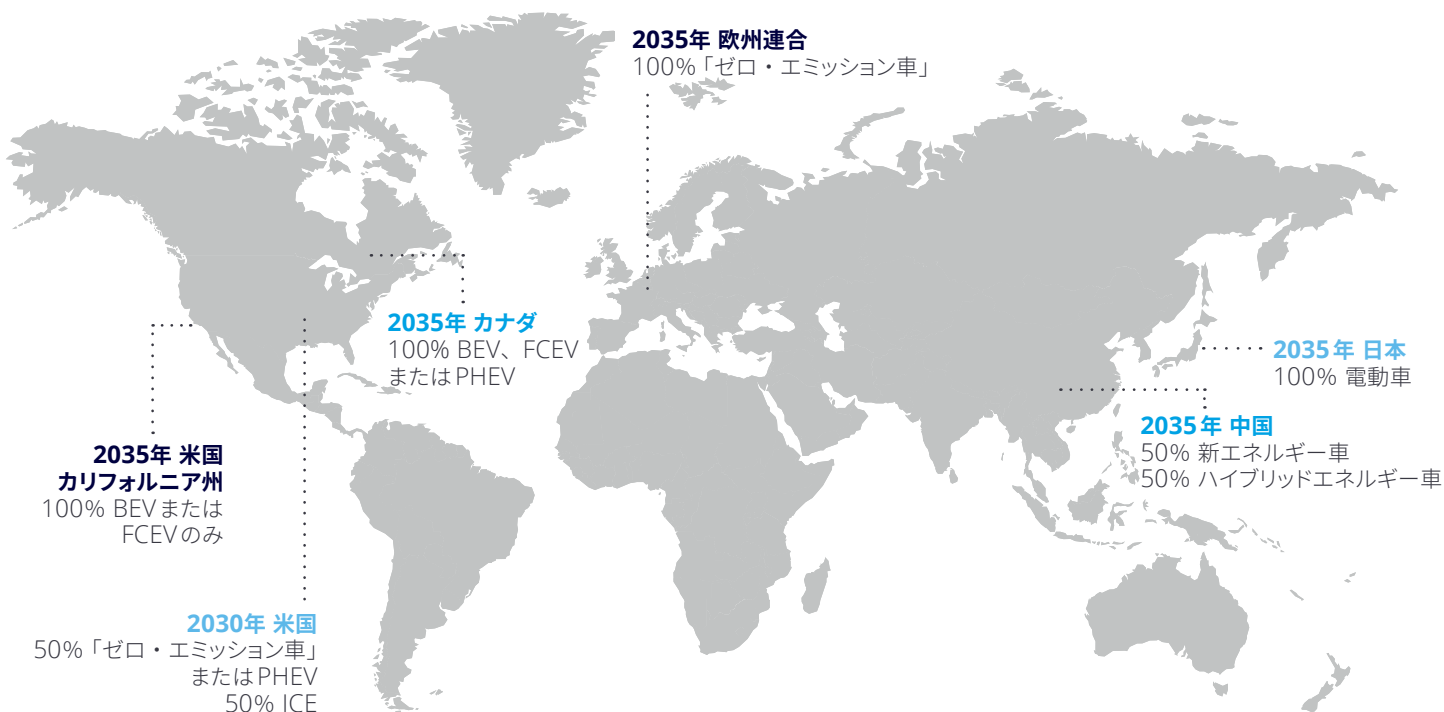 2035年 欧州連合
100%「ゼロ・エミッション車」
2035年 カナダ
100% BEV、FCEV
またはPHEV
2035年 日本
100% 電動車
2035年 中国
50% 新エネルギー車
50% ハイブリッドエネルギー車
2035年 米国
カリフォルニア州
100% BEVまたは
FCEVのみ
2030年 米国
50%「ゼロ・エミッション車」
またはPHEV
50% ICE